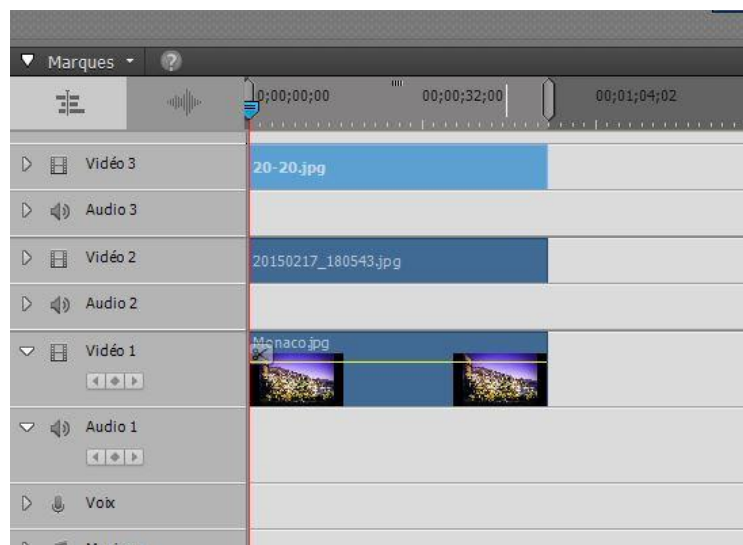 Marques
?
0;00;00;00 00;00;32;00 00;01;04;02
Vidéo 3
20-20.jpg
Audio 3
Vidéo 2
20150217_180543.jpg
Audio 2
Vidéo 1
Monaco.jpg
Audio 1
Voix